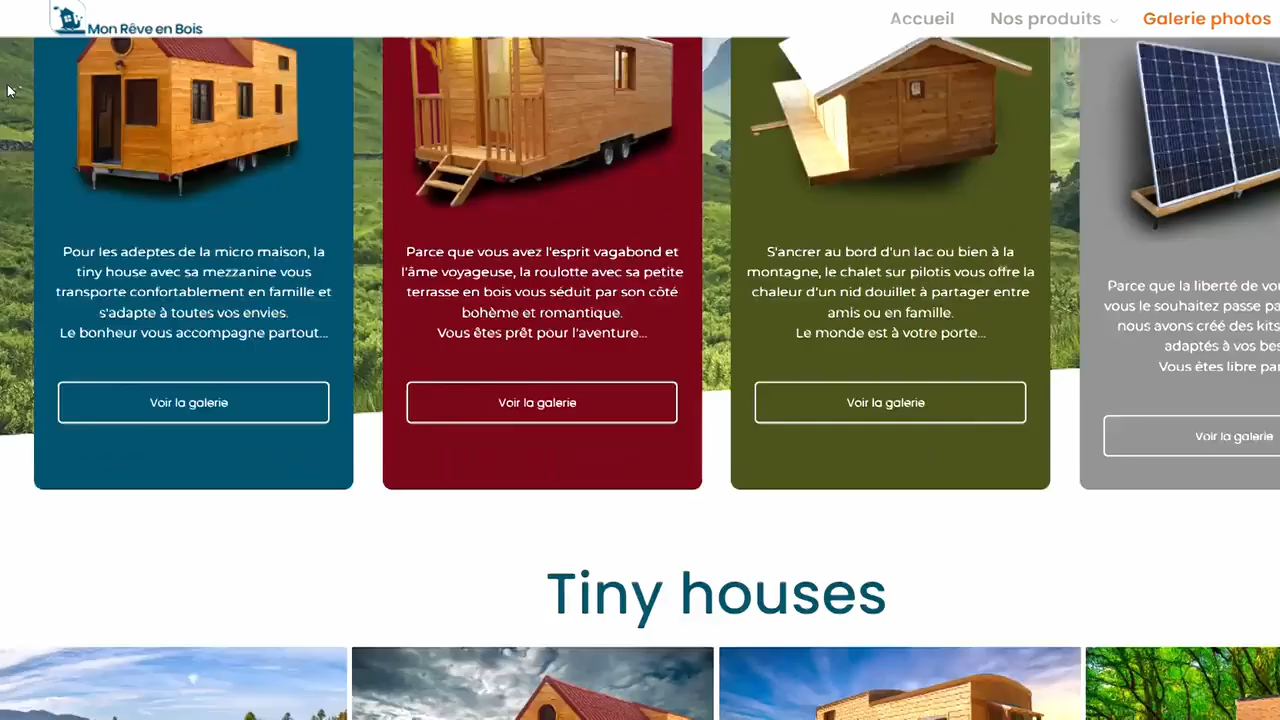 Mon Rêve en Bois
Accueil
Nos produits
Galerie photos
Pour les adeptes de la micro maison, la
tiny house avec sa mezzanine vous
transporte confortablement en famille et
s'adapte à toutes vos envies.
Le bonheur vous accompagne partout...
Voir la galerie
Parce que vous avez l'esprit vagabond et
l'âme voyageuse, la roulotte avec sa petite
terrasse en bois vous séduit par son côté
bohème et romantique.
Vous êtes prêt pour l'aventure...
Voir la galerie
S'ancrer au bord d'un lac ou bien à la
montagne, le chalet sur pilotis vous offre la
chaleur d'un nid douillet à partager entre
amis ou en famille.
Le monde est à votre porte...
Voir la galerie
Parce que la liberté de
vous le souhaitez passe
nous avons créé des kits
adaptés à vos
Vous êtes libre
Voir la galerie
Tiny houses